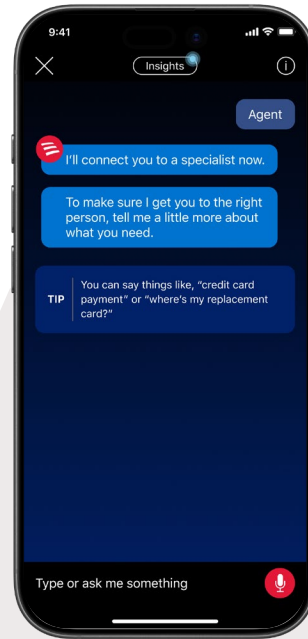 9:41
Insights
Agent
I'll connect you to a specialist now.
To make sure I get you to the right
person, tell me a little more about
what you need.
TIP
You can say things like, “credit card
payment” or “where's my replacement
card?”
Type or ask me something